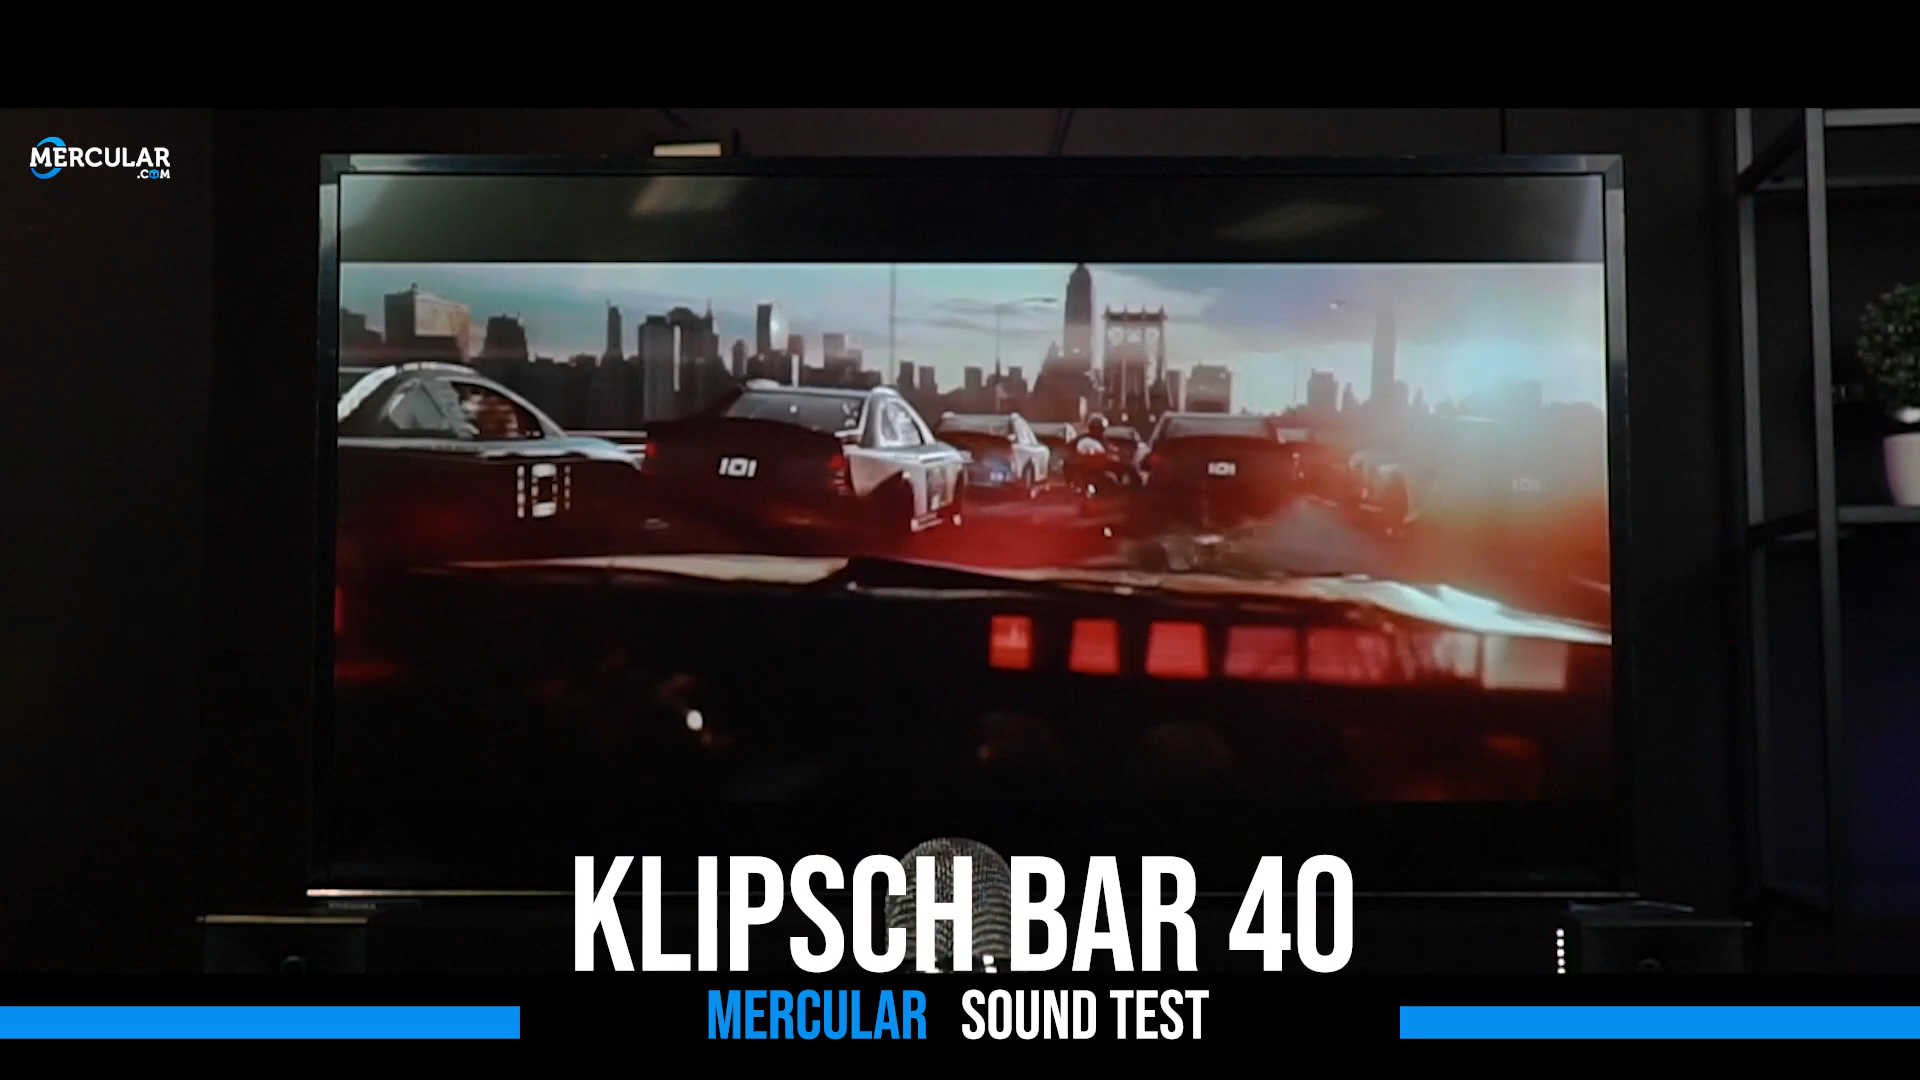 MERCULAR
.COM
101
101
101
KLIPSCH BAR 40
MERCULAR SOUND TEST